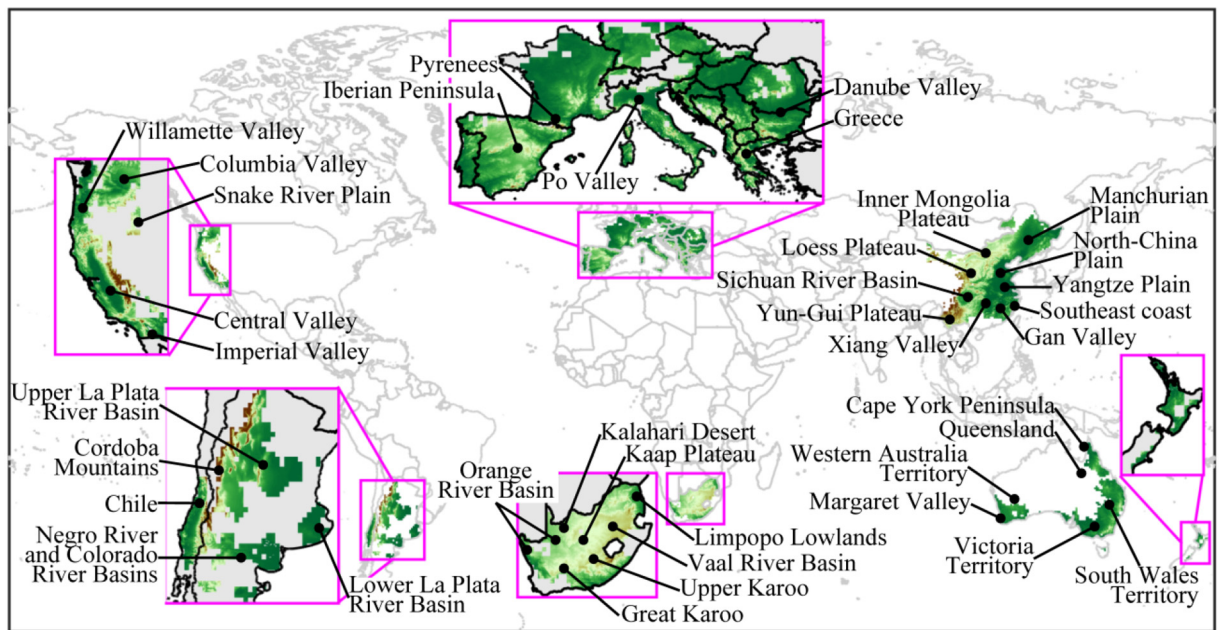 Pyrenees
Iberian Peninsula
Po Valley
Danube Valley
Greece
Willamette Valley
Columbia Valley
Snake River Plain
Central Valley
Imperial Valley
Inner Mongolia
Plateau
Loess Plateau
Sichuan River Basin
Yun-Gui Plateau
Xiang Valley
Manchurian
Plain
North-China
Plain
Yangtze Plain
Southeast coast
Gan Valley
Upper La Plata
River Basin
Cordoba
Mountains
Chile
Negro River
and Colorado
River Basins
Lower La Plata
River Basin
Orange
River Basin
Kalahari Desert
Kaap Plateau
Limpopo Lowlands
Vaal River Basin
Upper Karoo
Great Karoo
Cape York Peninsula
Queensland
Western Australia
Territory
Margaret Valley
Victoria
Territory
South Wales
Territory